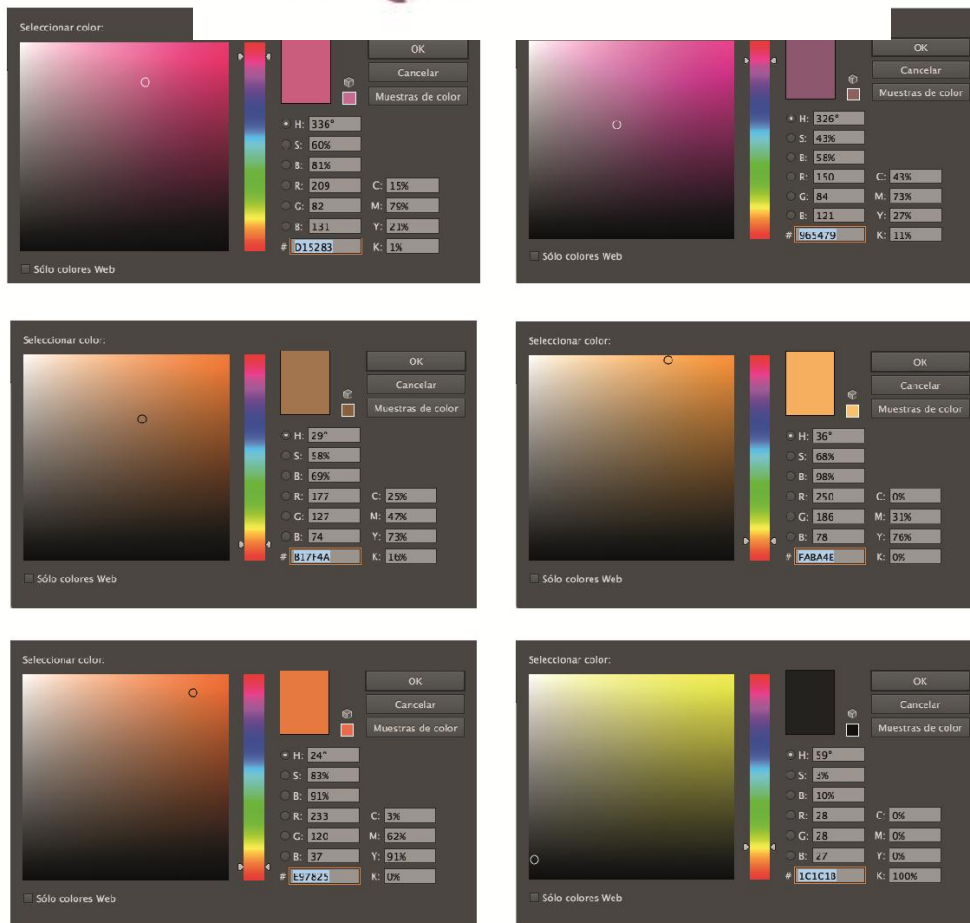 Seleccionar color:
OK
Cancelar
Muestras de color
H: 336°
S: 60%
B: 81%
R: 209 C: 15%
G: 82 M: 79%
B: 131 Y: 21%
# D15283 K: 1%
Sólo colores Web
OK
Cancelar
Muestras de color
H: 326°
S: 43%
B: 58%
R: 150 C: 43%
G: 84 M: 73%
B: 121 Y: 27%
# 965479 K: 11%
Sólo colores Web
Seleccionar color:
OK
Cancelar
Muestras de color
H: 29°
S: 58%
B: 69%
R: 177 C: 25%
G: 127 M: 47%
B: 74 Y: 73%
# B17F4A K: 16%
Sólo colores Web
Seleccionar color:
OK
Cancelar
Muestras de color
H: 36°
S: 68%
B: 98%
R: 250 C: 0%
G: 186 M: 31%
B: 78 Y: 76%
# FABA4E K: 0%
Sólo colores Web
Seleccionar color:
OK
Cancelar
Muestras de color
H: 24°
S: 83%
B: 91%
R: 233 C: 3%
G: 120 M: 62%
B: 37 Y: 91%
# E97825 K: 0%
Sólo colores Web
Seleccionar color:
OK
Cancelar
Muestras de color
H: 59°
S: 3%
B: 10%
R: 28 C: 0%
G: 28 M: 0%
B: 27 Y: 0%
# 1C1C1B K: 100%
Sólo colores Web